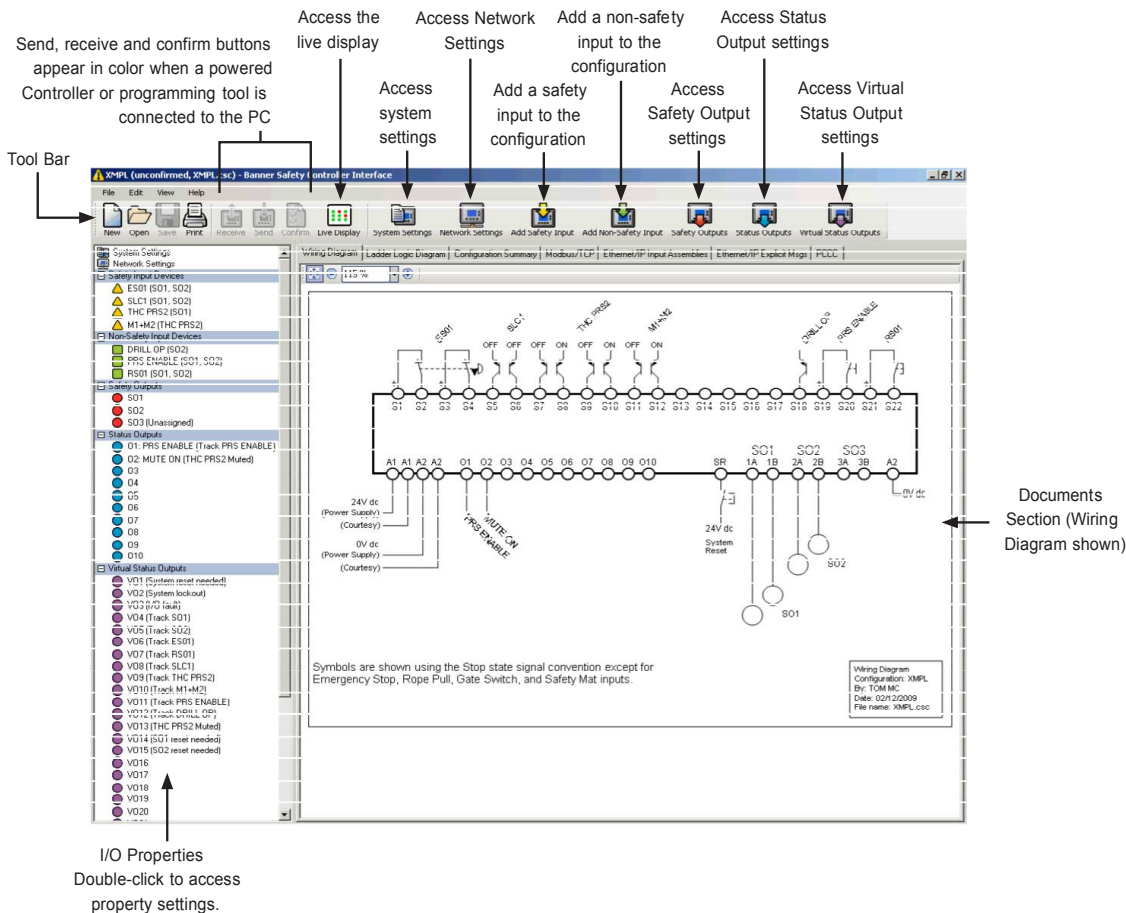 Access the
live display
Access Network
Settings
Add a non-safety
input to the
configuration
Access Status
Output settings
Send, receive and confirm buttons
appear in color when a powered
Controller or programming tool is
connected to the PC
Access
system
settings
Add a safety
input to the
configuration
Access
Safety Output
settings
Access Virtual
Status Output
settings
Tool Bar
XMPL (unconfirmed, XMPL.csc) - Banner Safety Controller Interface
File Edit View Help
New Open Save Print Receive Send Confirm Live Display System Settings Network Settings Add Safety Input Add Non-Safety Input Safety Outputs Status Outputs Virtual Status Outputs
System Settings
Network Settings
Safety Input Devices
ES01 (SO1, SO2)
SLC1 (SO1, SO2)
THC PRS2 (SO1)
M1+M2 (THC PRS2)
Non-Safety Input Devices
DRILL OP (SO2)
PRS ENABLE (SO1, SO2)
RS01 (SO1, SO2)
Safety Outputs
SO1
SO2
SO3 (Unassigned)
Status Outputs
O1: PRS ENABLE (Track PRS ENABLE)
O2: MUTE ON (THC PRS2 Muted)
O3
O4
O5
O6
O7
O8
O9
O10
Virtual Status Outputs
VO1 (System reset needed)
VO2 (System lockout)
VO3 (I/O fault)
VO4 (Track SO1)
VO5 (Track SO2)
VO6 (Track ES01)
VO7 (Track RS01)
VO8 (Track SLC1)
VO9 (Track THC PRS2)
VO10 (Track M1+M2)
VO11 (Track PRS ENABLE)
VO12 (Track DRILL OP)
VO13 (THC PRS2 Muted)
VO14 (SO1 reset needed)
VO15 (SO2 reset needed)
VO16
VO17
VO18
VO19
VO20
Wiring Diagram Ladder Logic Diagram Configuration Summary Modbus/TCP Ethernet/IP Input Assemblies Ethernet/IP Explicit Msgs PCCC
115 %
ES01 SLC1 THC PRS2 M1+M2 DRILL OP PRS ENABLE RS01
OFF OFF OFF ON OFF OFF OFF ON
S1 S2 S3 S4 S5 S6 S7 S8 S9 S10 S11 S12 S13 S14 S15 S16 S17 S18 S19 S20 S21 S22
SO1 SO2 SO3
A1 A1 A2 A2 O1 O2 O3 O4 O5 O6 O7 O8 O9 O10 SR 1A 1B 2A 2B 3A 3B A2
24V dc
(Power Supply)
(Courtesy)
0V dc
(Power Supply)
(Courtesy)
PRS ENABLE
MUTE ON
24V dc
System
Reset
0V dc
SO2
SO1
Symbols are shown using the Stop state signal convention except for
Emergency Stop, Rope Pull, Gate Switch, and Safety Mat inputs.
Wiring Diagram
Configuration: XMPL
By: TOM MC
Date: 02/12/2009
File name: XMPL.csc
Documents
Section (Wiring
Diagram shown)
I/O Properties
Double-click to access
property settings.